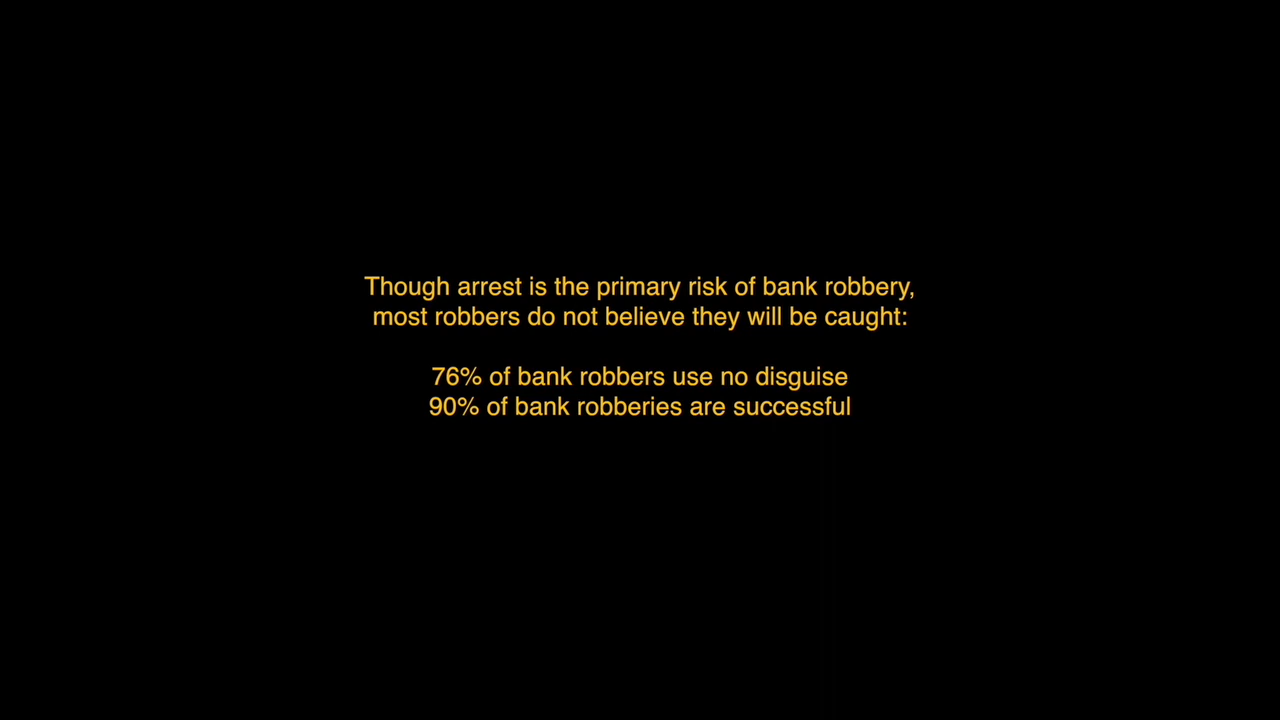 Though arrest is the primary risk of bank robbery,
most robbers do not believe they will be caught:
76% of bank robbers use no disguise
90% of bank robberies are successful